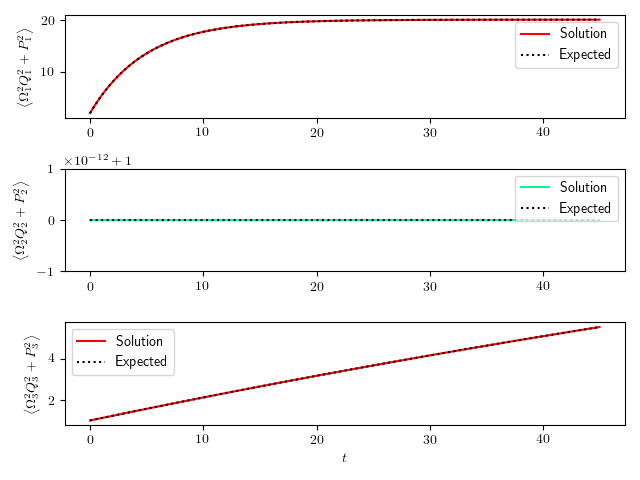 20
10
⟨Ω₁²Q₁² + P₁²⟩
Solution
Expected
0 10 20 30 40
×10⁻¹² + 1
1
0
−1
⟨Ω₂²Q₂² + P₂²⟩
Solution
Expected
0 10 20 30 40
4
2
⟨Ω₃²Q₃² + P₃²⟩
Solution
Expected
0 10 20 30 40
t